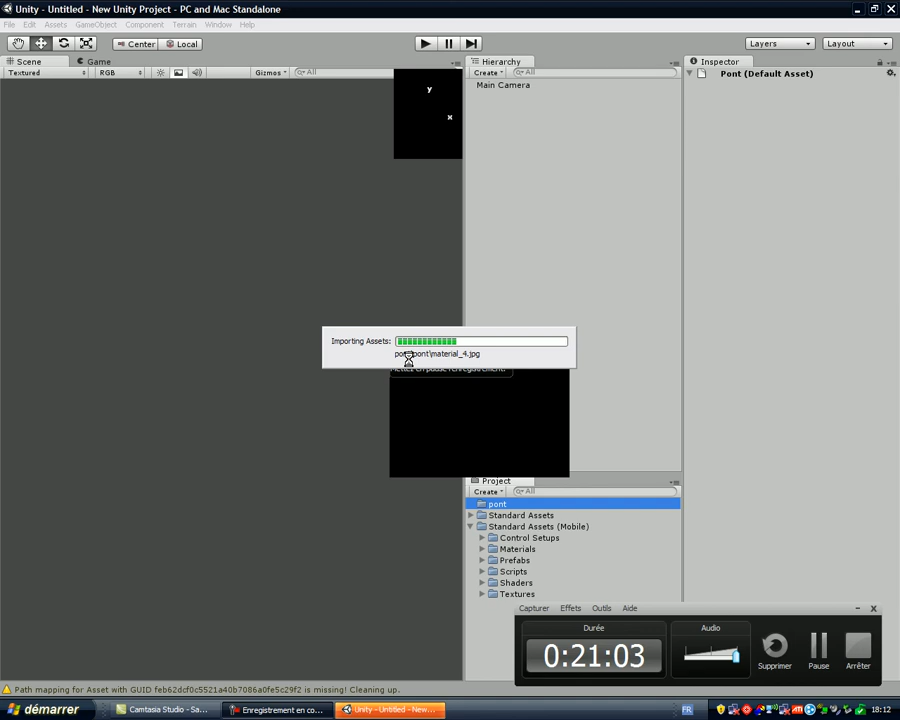 Unity - Untitled - New Unity Project - PC and Mac Standalone
File Edit Assets GameObject Component Terrain Window Help
Center Local Layers Layout
Scene Game
Textured RGB Gizmos All
y
x
Hierarchy
Create All
Main Camera
Inspector
Pont (Default Asset)
Importing Assets:
pont\material_4.jpg
Mettez en pause l'enregistrement.
Project
Create All
pont
Standard Assets
Standard Assets (Mobile)
Control Setups
Materials
Prefabs
Scripts
Shaders
Textures
Capturer Effets Outils Aide
Durée
0:21:03
Audio
Supprimer Pause Arrêter
Path mapping for Asset with GUID feb62dcf0c5521a40b7086a0fe5c29f2 is missing! Cleaning up.
démarrer Camtasia Studio - Sa... Enregistrement en co... Unity - Untitled - New... FR 18:12